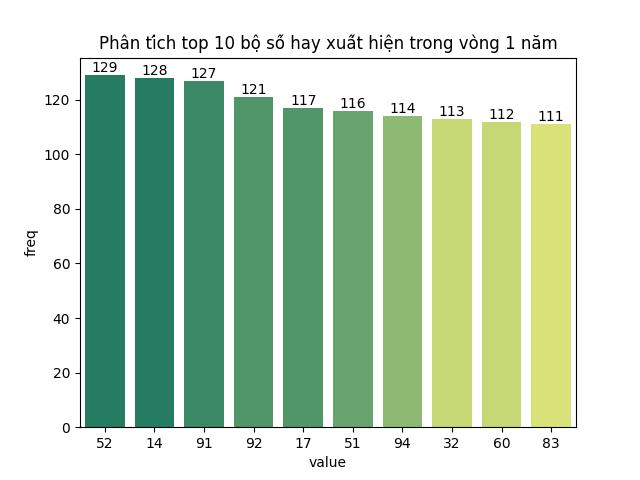 Phân tích top 10 bộ số hay xuất hiện trong vòng 1 năm
129 128 127 121 117 116 114 113 112 111
120
100
80
60
40
20
0
freq
52 14 91 92 17 51 94 32 60 83
value